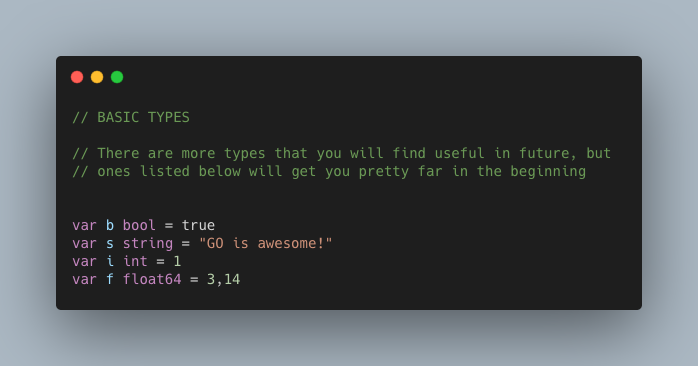 // BASIC TYPES
// There are more types that you will find useful in future, but
// ones listed below will get you pretty far in the beginning
var b bool = true
var s string = "GO is awesome!"
var i int = 1
var f float64 = 3,14